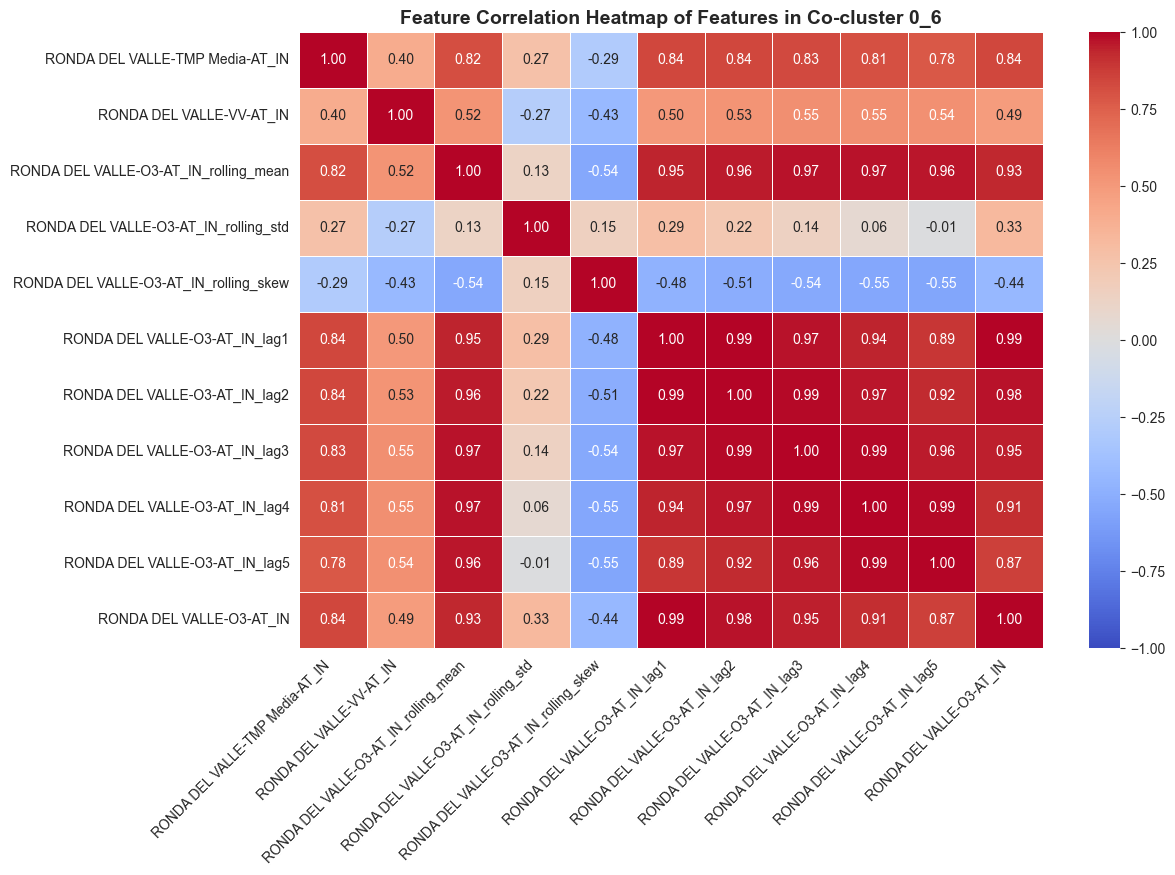 Feature Correlation Heatmap of Features in Co-cluster 0_6
RONDA DEL VALLE-TMP Media-AT_IN 1.00 0.40 0.82 0.27 -0.29 0.84 0.84 0.83 0.81 0.78 0.84
RONDA DEL VALLE-VV-AT_IN 0.40 1.00 0.52 -0.27 -0.43 0.50 0.53 0.55 0.55 0.54 0.49
RONDA DEL VALLE-O3-AT_IN_rolling_mean 0.82 0.52 1.00 0.13 -0.54 0.95 0.96 0.97 0.97 0.96 0.93
RONDA DEL VALLE-O3-AT_IN_rolling_std 0.27 -0.27 0.13 1.00 0.15 0.29 0.22 0.14 0.06 -0.01 0.33
RONDA DEL VALLE-O3-AT_IN_rolling_skew -0.29 -0.43 -0.54 0.15 1.00 -0.48 -0.51 -0.54 -0.55 -0.55 -0.44
RONDA DEL VALLE-O3-AT_IN_lag1 0.84 0.50 0.95 0.29 -0.48 1.00 0.99 0.97 0.94 0.89 0.99
RONDA DEL VALLE-O3-AT_IN_lag2 0.84 0.53 0.96 0.22 -0.51 0.99 1.00 0.99 0.97 0.92 0.98
RONDA DEL VALLE-O3-AT_IN_lag3 0.83 0.55 0.97 0.14 -0.54 0.97 0.99 1.00 0.99 0.96 0.95
RONDA DEL VALLE-O3-AT_IN_lag4 0.81 0.55 0.97 0.06 -0.55 0.94 0.97 0.99 1.00 0.99 0.91
RONDA DEL VALLE-O3-AT_IN_lag5 0.78 0.54 0.96 -0.01 -0.55 0.89 0.92 0.96 0.99 1.00 0.87
RONDA DEL VALLE-O3-AT_IN 0.84 0.49 0.93 0.33 -0.44 0.99 0.98 0.95 0.91 0.87 1.00
RONDA DEL VALLE-TMP Media-AT_IN
RONDA DEL VALLE-VV-AT_IN
RONDA DEL VALLE-O3-AT_IN_rolling_mean
RONDA DEL VALLE-O3-AT_IN_rolling_std
RONDA DEL VALLE-O3-AT_IN_rolling_skew
RONDA DEL VALLE-O3-AT_IN_lag1
RONDA DEL VALLE-O3-AT_IN_lag2
RONDA DEL VALLE-O3-AT_IN_lag3
RONDA DEL VALLE-O3-AT_IN_lag4
RONDA DEL VALLE-O3-AT_IN_lag5
RONDA DEL VALLE-O3-AT_IN
1.00
0.75
0.50
0.25
0.00
−0.25
−0.50
−0.75
−1.00